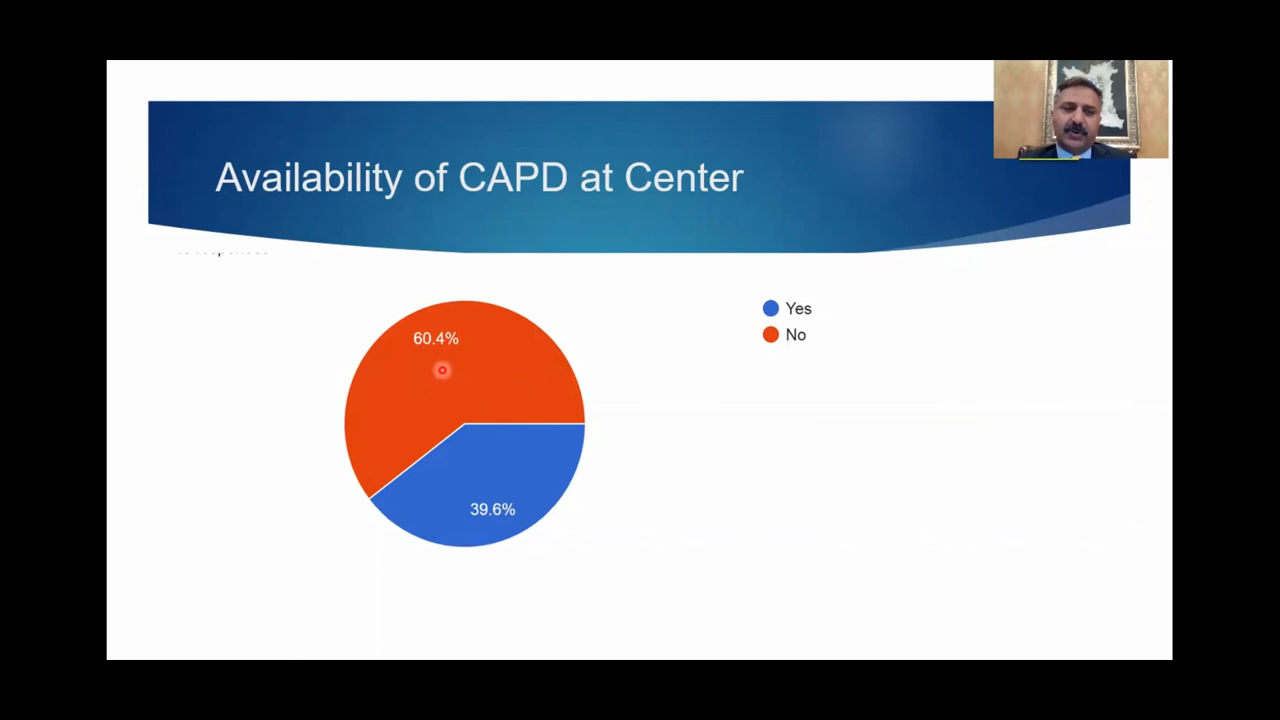 Availability of CAPD at Center
Yes
No
60.4%
39.6%